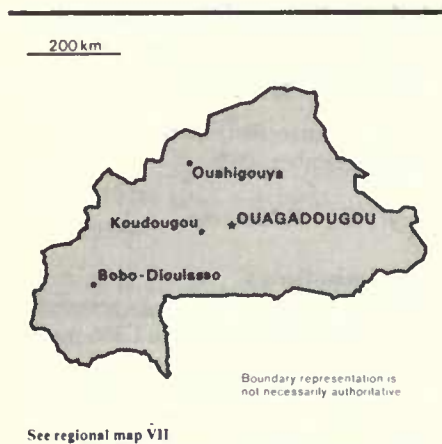 200 km
Ouahigouya
Koudougou
OUAGADOUGOU
Bobo-Dioulasso
Boundary representation is
not necessarily authoritative
See regional map VII